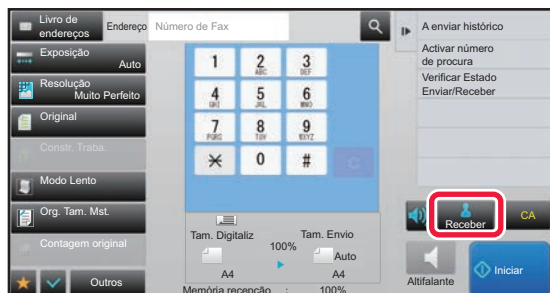 Livro de
endereços
Endereço
Número de Fax
Exposição
Auto
Resolução
Muito Perfeito
Original
Constr. Traba.
Modo Lento
Org. Tam. Mst.
Contagem original
Outros
1
2
ABC
3
DEF
4
GHI
5
JKL
6
MNO
7
PQRS
8
TUV
9
WXYZ
0
#
C
Tam. Digitaliz
100%
Tam. Envio
Auto
A4
A4
Memória recepção : 100%
A enviar histórico
Activar número
de procura
Verificar Estado
Enviar/Receber
Receber
CA
Altifalante
Iniciar